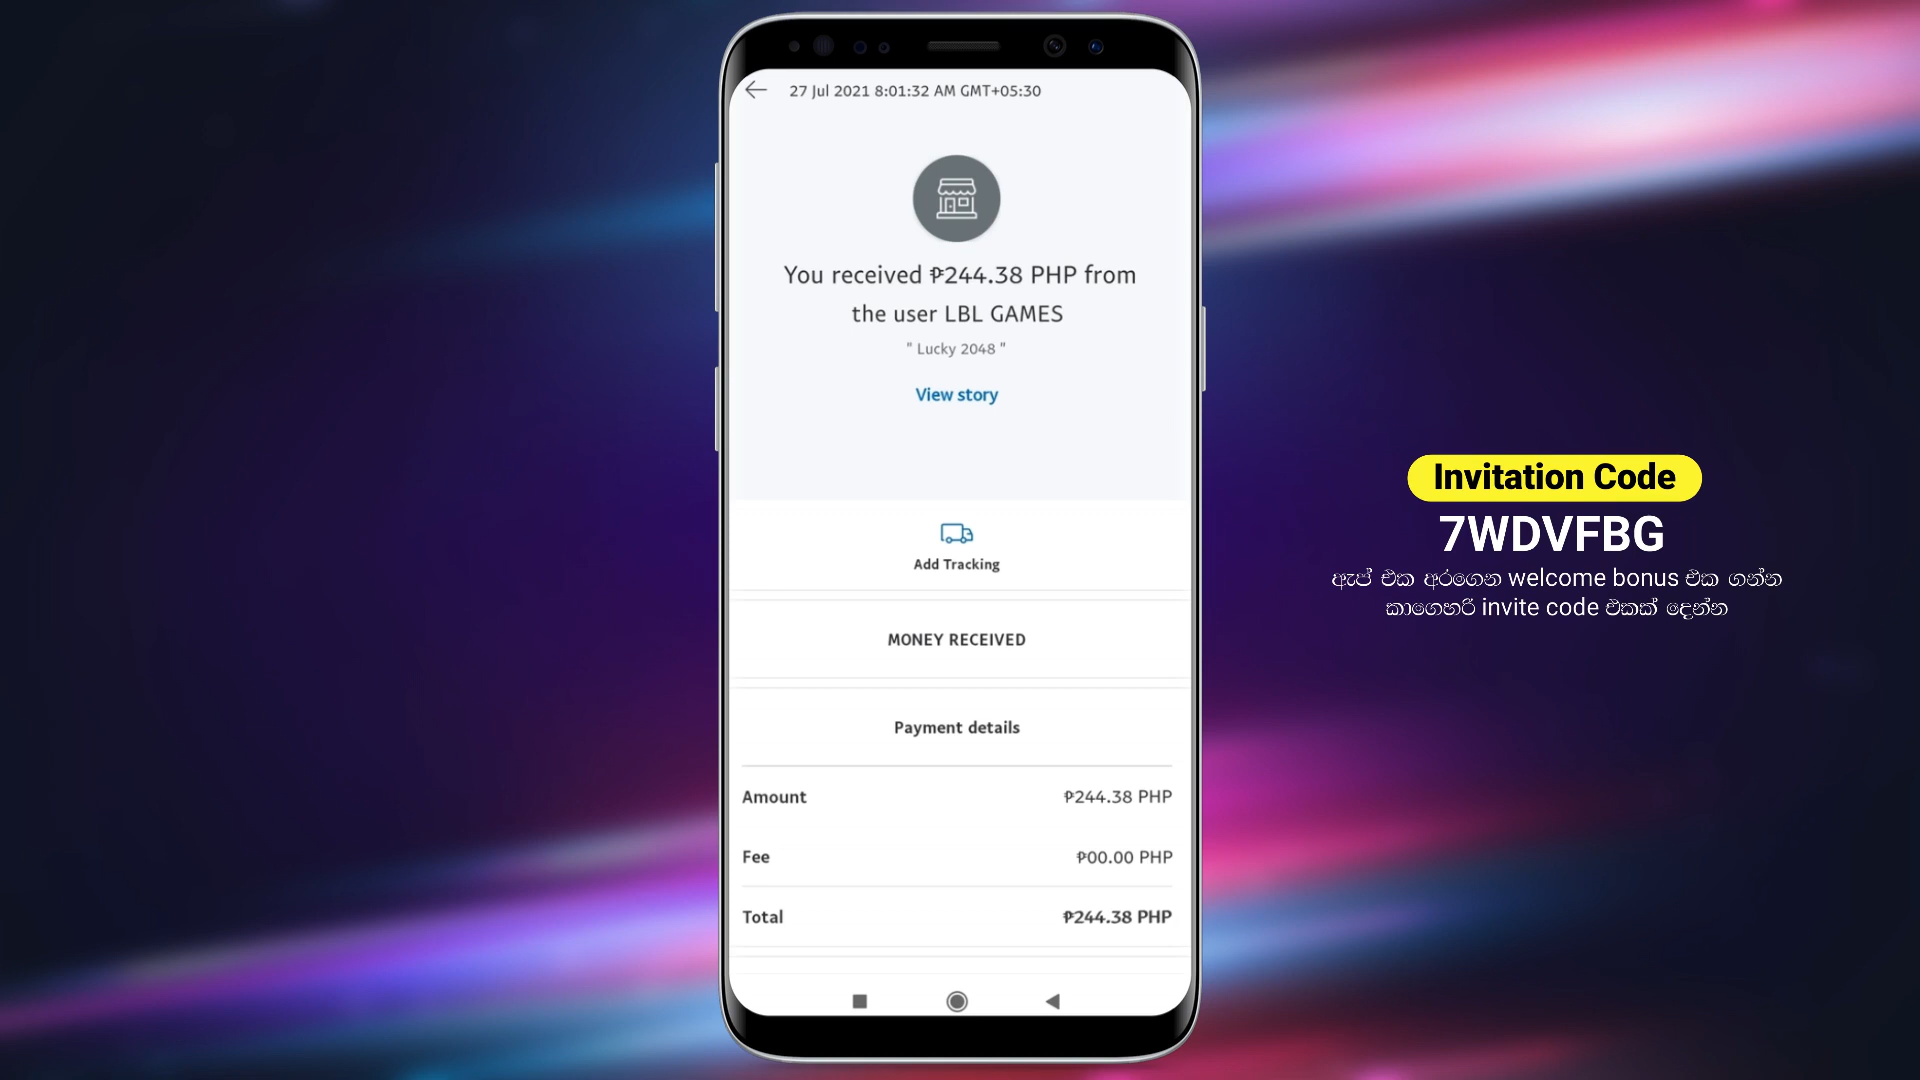 27 Jul 2021 8:01:32 AM GMT+05:30
You received ₱244.38 PHP from
the user LBL GAMES
" Lucky 2048 "
View story
Add Tracking
MONEY RECEIVED
Payment details
Amount ₱244.38 PHP
Fee ₱00.00 PHP
Total ₱244.38 PHP
Invitation Code
7WDVFBG
ඇප් එක අරගෙන welcome bonus එක ගන්න
කාගෙහරි invite code එකක් දෙන්න